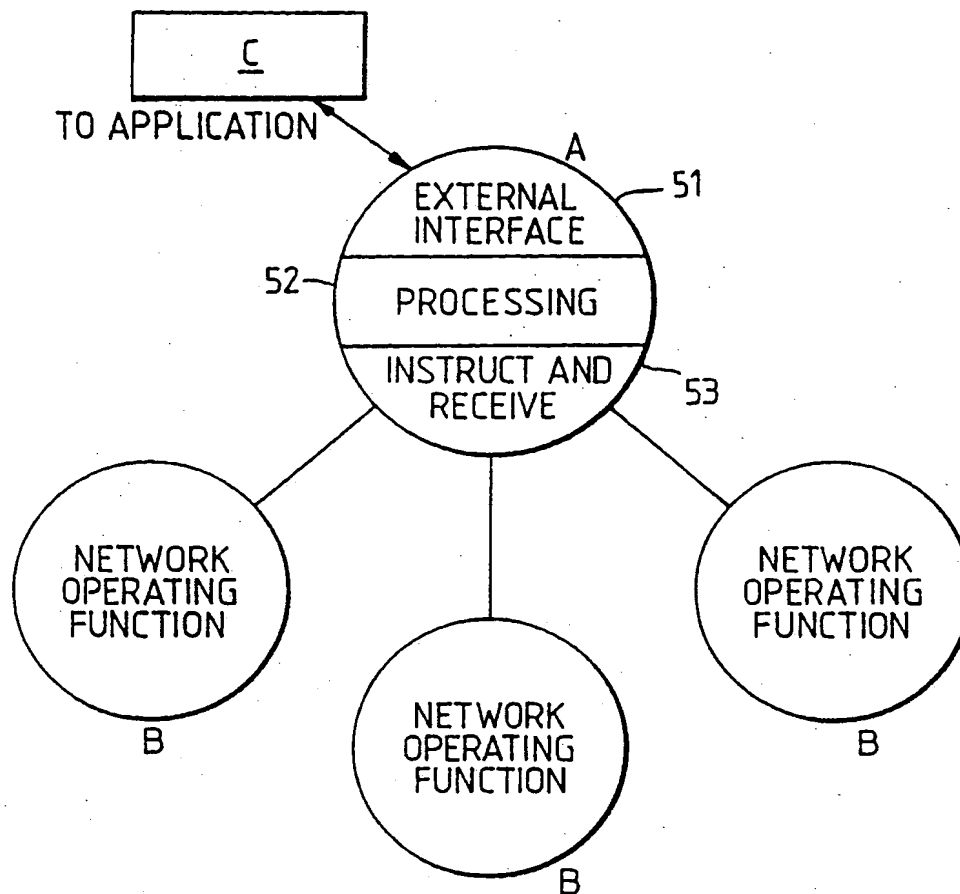 C
TO APPLICATION
A
EXTERNAL
INTERFACE
51
52
PROCESSING
INSTRUCT AND
RECEIVE
53
NETWORK
OPERATING
FUNCTION
B
NETWORK
OPERATING
FUNCTION
B
NETWORK
OPERATING
FUNCTION
B